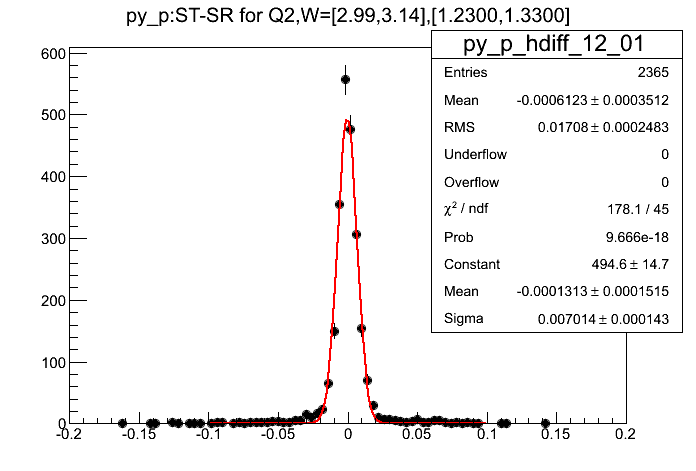 py_p:ST-SR for Q2,W=[2.99,3.14],[1.2300,1.3300]
py_p_hdiff_12_01
Entries 2365
Mean -0.0006123 ± 0.0003512
RMS 0.01708 ± 0.0002483
Underflow 0
Overflow 0
χ² / ndf 178.1 / 45
Prob 9.666e-18
Constant 494.6 ± 14.7
Mean -0.0001313 ± 0.0001515
Sigma 0.007014 ± 0.000143
600
500
400
300
200
100
0
-0.2 -0.15 -0.1 -0.05 0 0.05 0.1 0.15 0.2